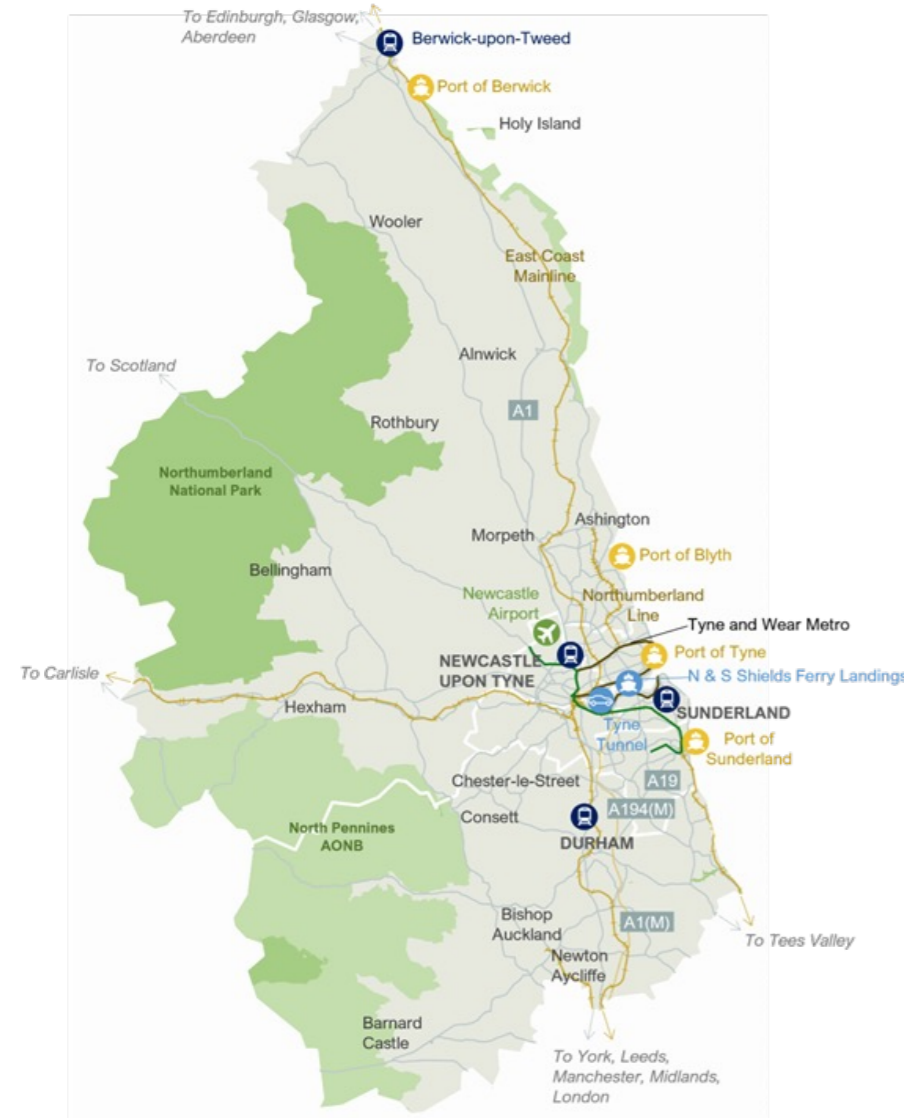 To Edinburgh, Glasgow,
Aberdeen
Berwick-upon-Tweed
Port of Berwick
Holy Island
Wooler
East Coast
Mainline
Alnwick
To Scotland
A1
Rothbury
Northumberland
National Park
Ashington
Morpeth
Port of Blyth
Bellingham
Newcastle
Airport
Northumberland
Line
Tyne and Wear Metro
Port of Tyne
NEWCASTLE
UPON TYNE
To Carlisle
N & S Shields Ferry Landings
Hexham
SUNDERLAND
Tyne
Tunnel
Port of
Sunderland
Chester-le-Street
A19
A194(M)
Consett
North Pennines
AONB
DURHAM
Bishop
Auckland
A1(M)
To Tees Valley
Newton
Aycliffe
Barnard
Castle
To York, Leeds,
Manchester, Midlands,
London